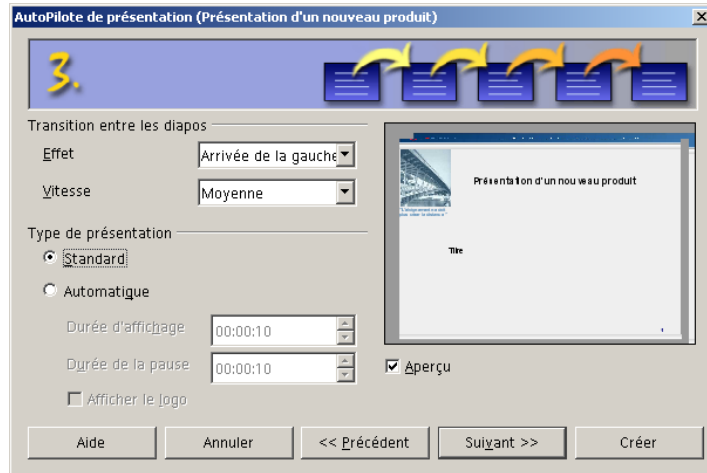 AutoPilote de présentation (Présentation d'un nouveau produit)
3.
Transition entre les diapos
Effet
Arrivée de la gauche
Vitesse
Moyenne
Type de présentation
Standard
Automatique
Durée d'affichage
00:00:10
Durée de la pause
00:00:10
Afficher le logo
Présentation d'un nouveau produit
Titre
Aperçu
Aide
Annuler
<< Précédent
Suivant >>
Créer